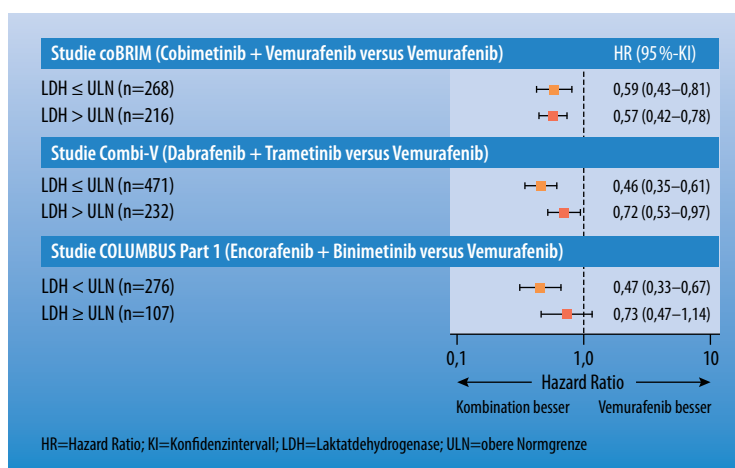 Studie coBRIM (Cobimetinib + Vemurafenib versus Vemurafenib) HR (95 %-KI)
LDH ≤ ULN (n=268) 0,59 (0,43–0,81)
LDH > ULN (n=216) 0,57 (0,42–0,78)
Studie Combi-V (Dabrafenib + Trametinib versus Vemurafenib)
LDH ≤ ULN (n=471) 0,46 (0,35–0,61)
LDH > ULN (n=232) 0,72 (0,53–0,97)
Studie COLUMBUS Part 1 (Encorafenib + Binimetinib versus Vemurafenib)
LDH < ULN (n=276) 0,47 (0,33–0,67)
LDH ≥ ULN (n=107) 0,73 (0,47–1,14)
0,1 1,0 10
Hazard Ratio
Kombination besser Vemurafenib besser
HR=Hazard Ratio; KI=Konfidenzintervall; LDH=Laktatdehydrogenase; ULN=obere Normgrenze